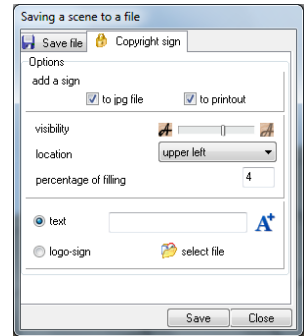 Saving a scene to a file
Save file Copyright sign
Options
add a sign
to jpg file to printout
visibility A A
location upper left
percentage of filling 4
text A+
logo-sign select file
Save Close